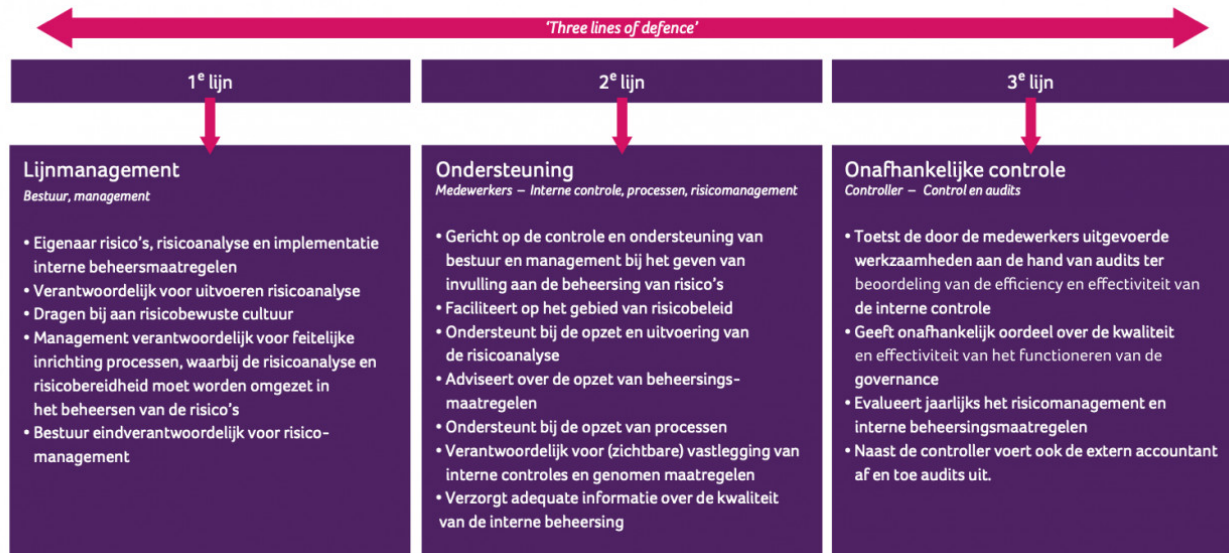 ‘Three lines of defence’
1e lijn
2e lijn
3e lijn
Lijnmanagement
Bestuur, management
• Eigenaar risico’s, risicoanalyse en implementatie
interne beheersmaatregelen
• Verantwoordelijk voor uitvoeren risicoanalyse
• Dragen bij aan risicobewuste cultuur
• Management verantwoordelijk voor feitelijke
inrichting processen, waarbij de risicoanalyse en
risicobereidheid moet worden omgezet in
het beheersen van de risico’s
• Bestuur eindverantwoordelijk voor risico-
management
Ondersteuning
Medewerkers – Interne controle, processen, risicomanagement
• Gericht op de controle en ondersteuning van
bestuur en management bij het geven van
invulling aan de beheersing van risico’s
• Faciliteert op het gebied van risicobeleid
• Ondersteunt bij de opzet en uitvoering van
de risicoanalyse
• Adviseert over de opzet van beheersings-
maatregelen
• Ondersteunt bij de opzet van processen
• Verantwoordelijk voor (zichtbare) vastlegging van
interne controles en genomen maatregelen
• Verzorgt adequate informatie over de kwaliteit
van de interne beheersing
Onafhankelijke controle
Controller – Control en audits
• Toetst de door de medewerkers uitgevoerde
werkzaamheden aan de hand van audits ter
beoordeling van de efficiency en effectiviteit van
de interne controle
• Geeft onafhankelijk oordeel over de kwaliteit
en effectiviteit van het functioneren van de
governance
• Evalueert jaarlijks het risicomanagement en
interne beheersingsmaatregelen
• Naast de controller voert ook de extern accountant
af en toe audits uit.